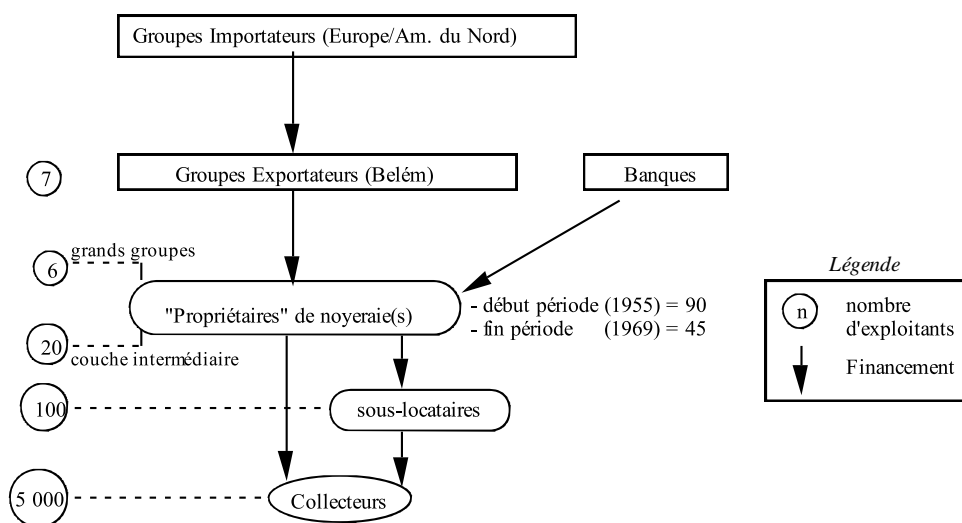 Groupes Importateurs (Europe/Am. du Nord)
7
Groupes Exportateurs (Belém)
Banques
6
grands groupes
"Propriétaires" de noyeraie(s)
- début période (1955) = 90
- fin période (1969) = 45
20
couche intermédiaire
100
sous-locataires
5 000
Collecteurs
Légende
n
nombre
d'exploitants
Financement